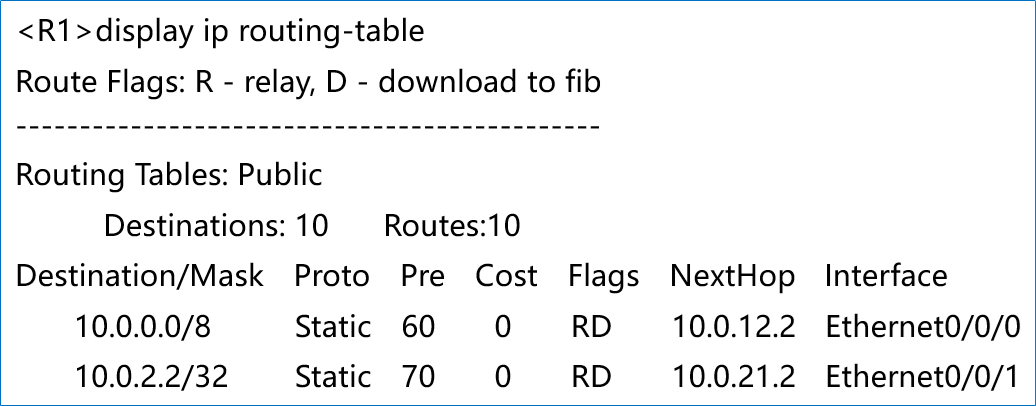 <R1>display ip routing-table
Route Flags: R - relay, D - download to fib
----------------------------------------------
Routing Tables: Public
Destinations: 10 Routes:10
Destination/Mask Proto Pre Cost Flags NextHop Interface
10.0.0.0/8 Static 60 0 RD 10.0.12.2 Ethernet0/0/0
10.0.2.2/32 Static 70 0 RD 10.0.21.2 Ethernet0/0/1